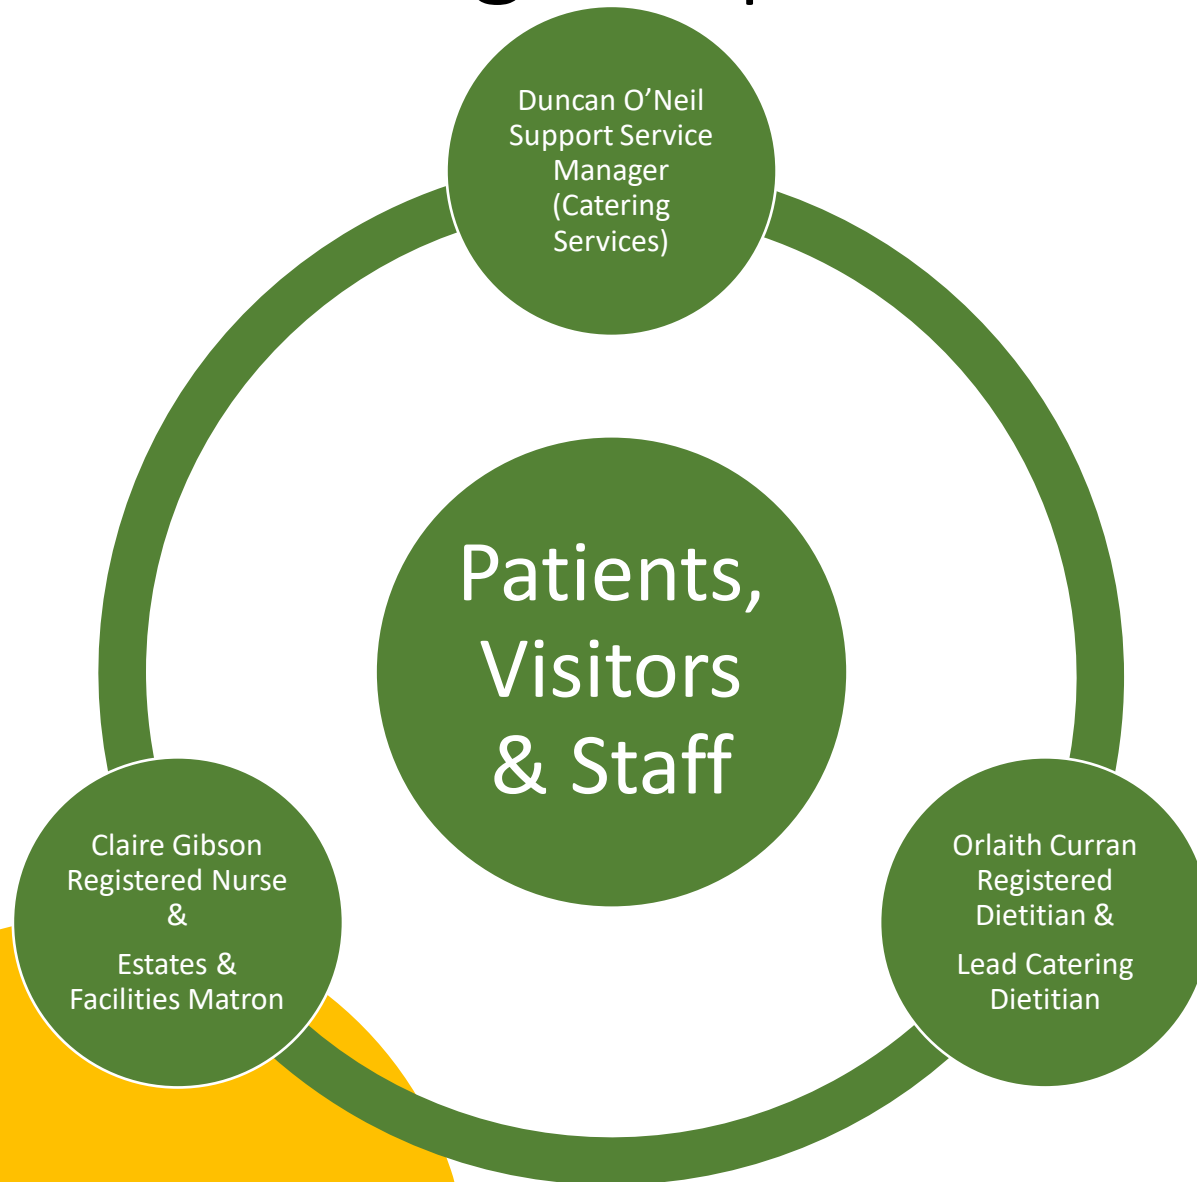 Duncan O’Neil
Support Service
Manager
(Catering
Services)
Patients,
Visitors
& Staff
Claire Gibson
Registered Nurse
&
Estates &
Facilities Matron
Orlaith Curran
Registered
Dietitian &
Lead Catering
Dietitian